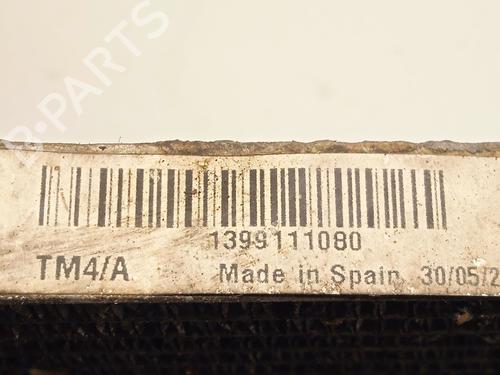 B-PARTS
1399111080
TM4/A Made in Spain 30/05/2